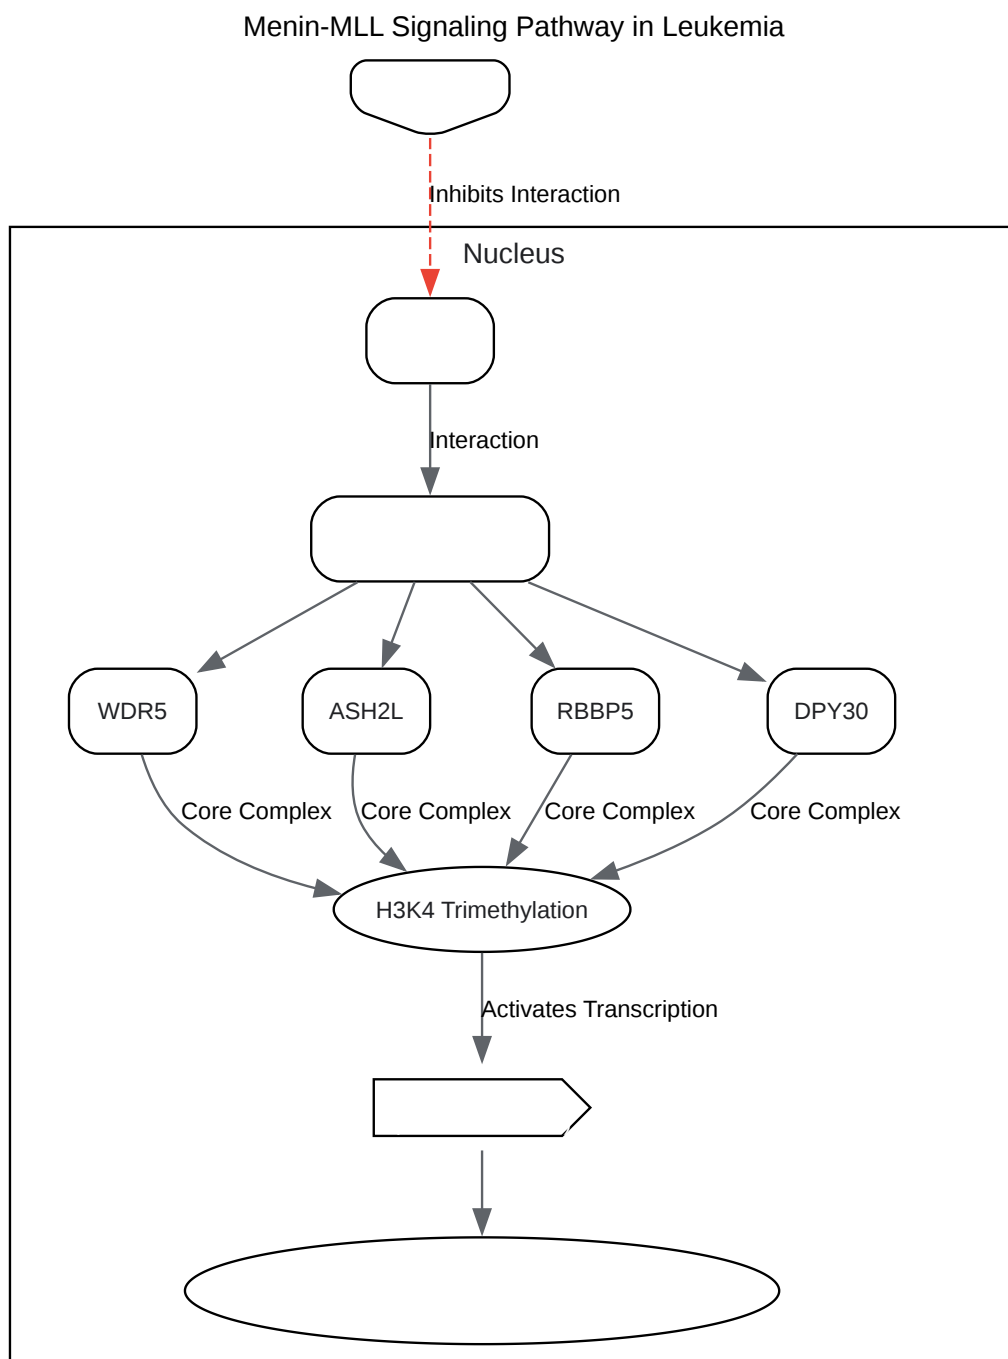 Menin-MLL Signaling Pathway in Leukemia
Inhibits Interaction
Nucleus
Interaction
WDR5
ASH2L
RBBP5
DPY30
Core Complex
Core Complex
Core Complex
Core Complex
H3K4 Trimethylation
Activates Transcription